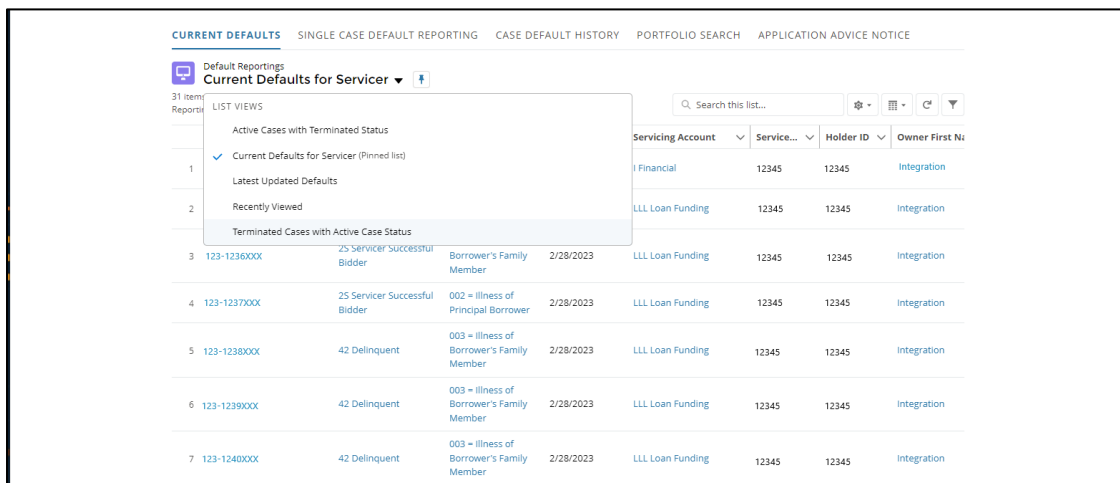 CURRENT DEFAULTS SINGLE CASE DEFAULT REPORTING CASE DEFAULT HISTORY PORTFOLIO SEARCH APPLICATION ADVICE NOTICE
Default Reportings
Current Defaults for Servicer
31 items
Reporti
Search this list...
LIST VIEWS
Active Cases with Terminated Status
Current Defaults for Servicer (Pinned list)
Latest Updated Defaults
Recently Viewed
Terminated Cases with Active Case Status
Servicing Account Service... Holder ID Owner First Na
1 l Financial 12345 12345 Integration
2 LLL Loan Funding 12345 12345 Integration
3 123-1236XXX 25 Servicer Successful Bidder Borrower's Family Member 2/28/2023 LLL Loan Funding 12345 12345 Integration
4 123-1237XXX 25 Servicer Successful Bidder 002 = Illness of Principal Borrower 2/28/2023 LLL Loan Funding 12345 12345 Integration
5 123-1238XXX 42 Delinquent 003 = Illness of Borrower's Family Member 2/28/2023 LLL Loan Funding 12345 12345 Integration
6 123-1239XXX 42 Delinquent 003 = Illness of Borrower's Family Member 2/28/2023 LLL Loan Funding 12345 12345 Integration
7 123-1240XXX 42 Delinquent 003 = Illness of Borrower's Family Member 2/28/2023 LLL Loan Funding 12345 12345 Integration